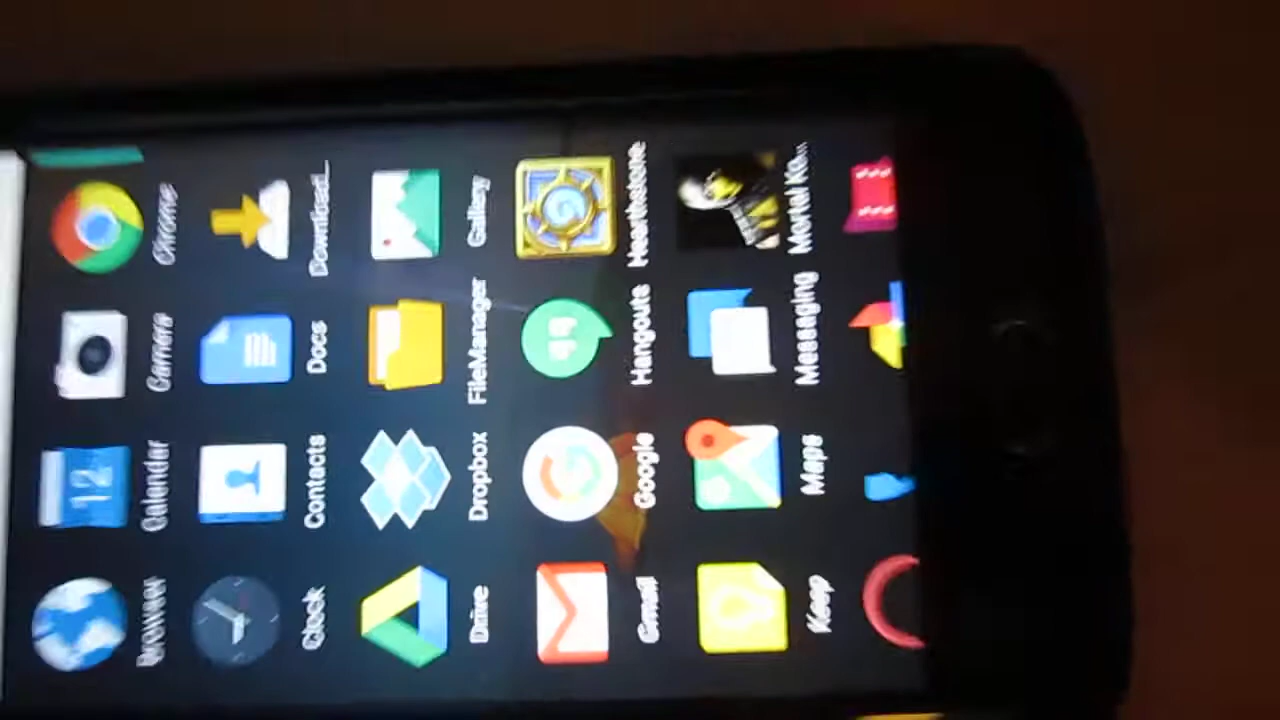 Browser Calendar Camera Chrome
12
Clock Contacts Docs Downloa...
Drive Dropbox FileManager Gallery
Gmail Google Hangouts Hearthstone
G
Keep Maps Messaging Mortal Ko...